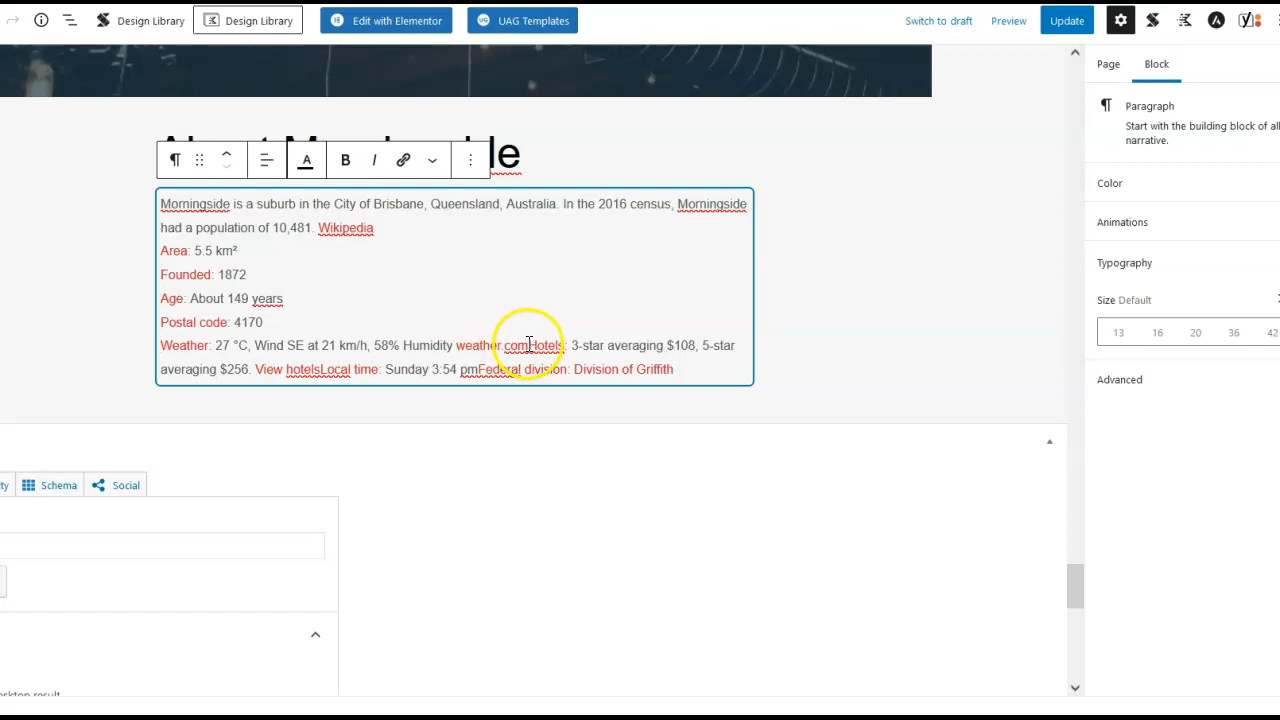 Design Library
Design Library
Edit with Elementor
UAG Templates
Switch to draft
Preview
Update
Page
Block
Paragraph
Start with the building block of all
narrative.
Color
Animations
Typography
Size Default
13 16 20 36 42
Advanced
B I
Morningside is a suburb in the City of Brisbane, Queensland, Australia. In the 2016 census, Morningside
had a population of 10,481. Wikipedia
Area: 5.5 km²
Founded: 1872
Age: About 149 years
Postal code: 4170
Weather: 27 °C, Wind SE at 21 km/h, 58% Humidity weather.comHotels: 3-star averaging $108, 5-star
averaging $256. View hotelsLocal time: Sunday 3:54 pmFederal division: Division of Griffith
Schema
Social